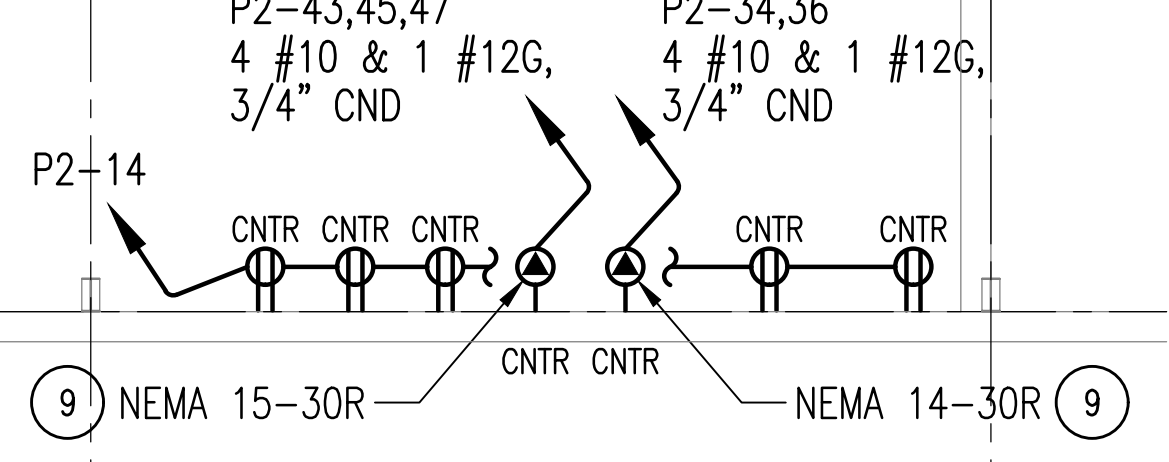 P2-43,45,47
4 #10 & 1 #12G,
3/4" CND
P2-34,36
4 #10 & 1 #12G,
3/4" CND
P2-14
CNTR CNTR CNTR
CNTR CNTR
CNTR CNTR
9 NEMA 15-30R
NEMA 14-30R 9